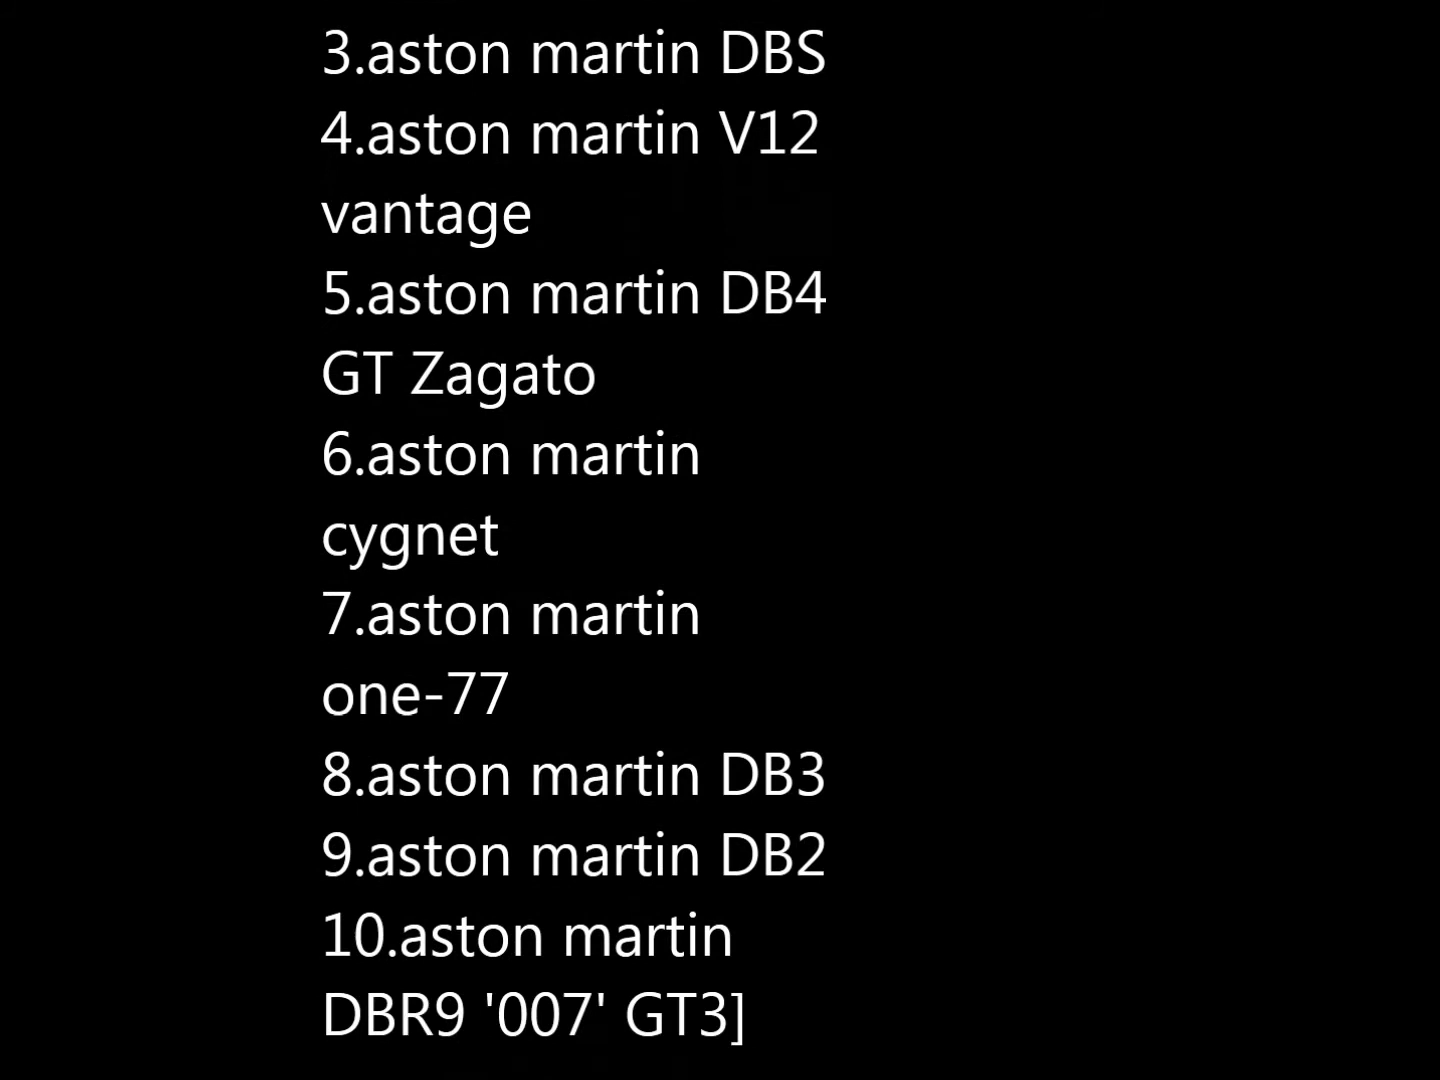 3.aston martin DBS
4.aston martin V12
vantage
5.aston martin DB4
GT Zagato
6.aston martin
cygnet
7.aston martin
one-77
8.aston martin DB3
9.aston martin DB2
10.aston martin
DBR9 '007' GT3]